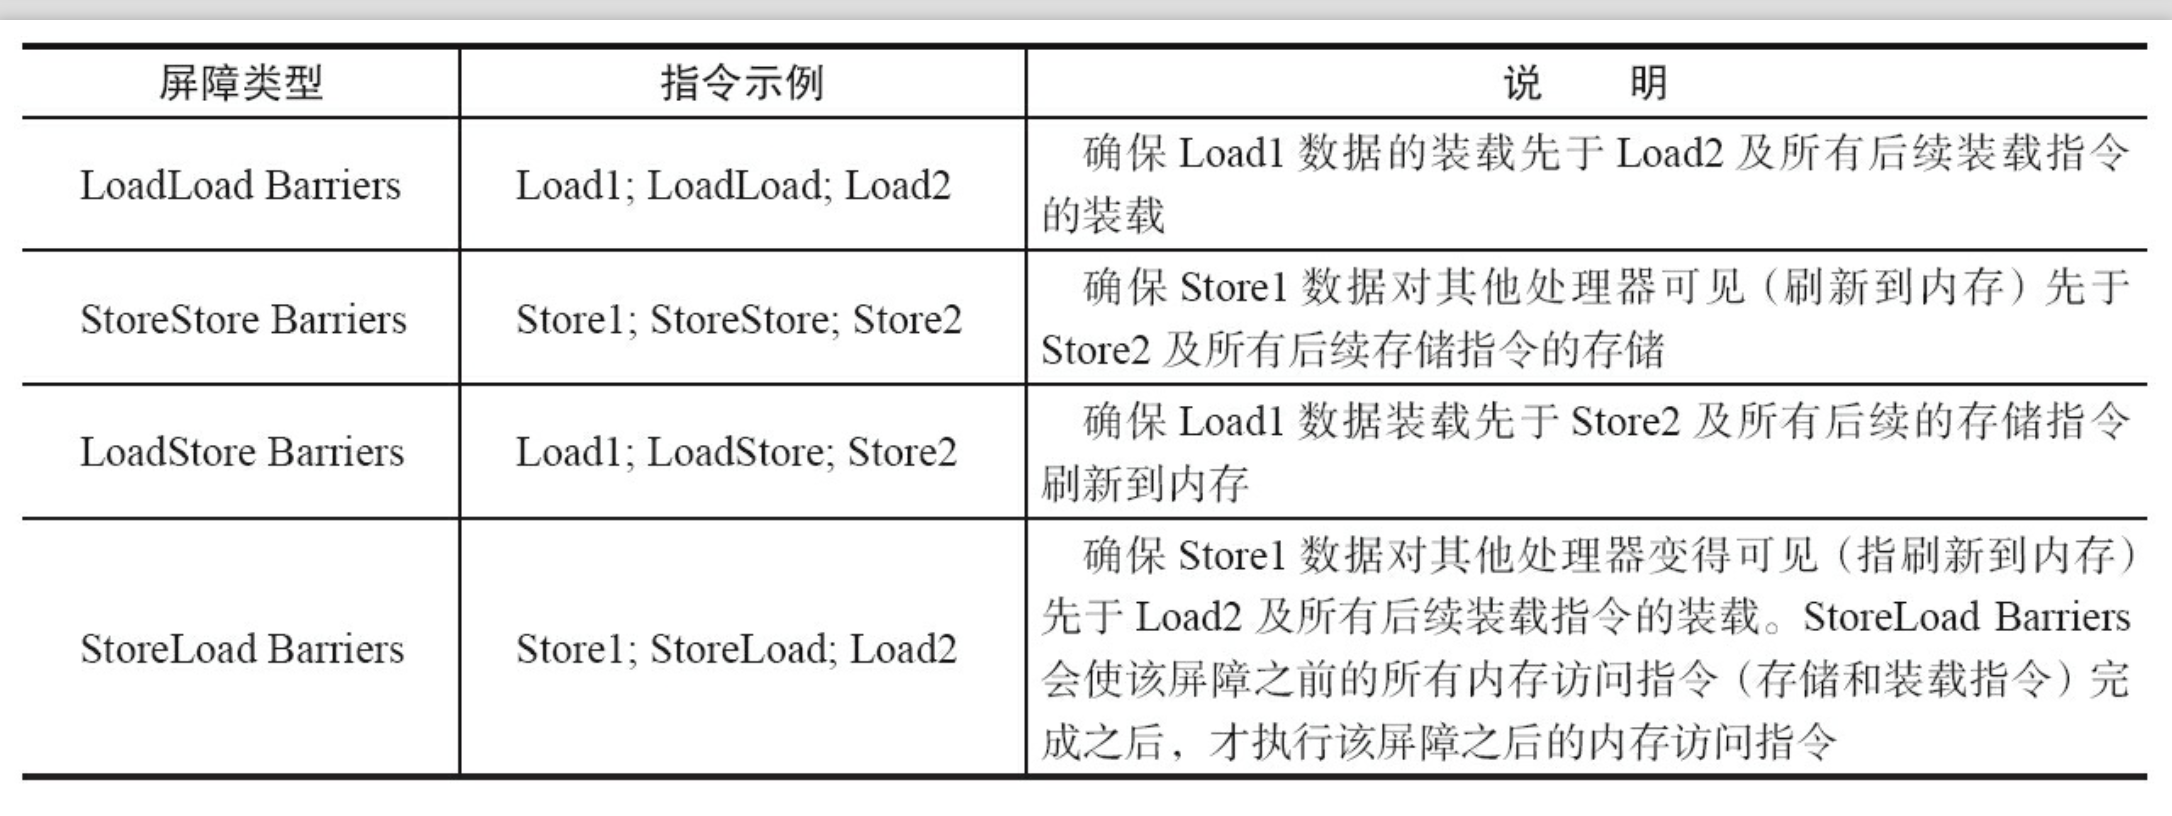 屏障类型 指令示例 说 明
LoadLoad Barriers Load1; LoadLoad; Load2 确保 Load1 数据的装载先于 Load2 及所有后续装载指令
的装载
StoreStore Barriers Store1; StoreStore; Store2 确保 Store1 数据对其他处理器可见（刷新到内存）先于
Store2 及所有后续存储指令的存储
LoadStore Barriers Load1; LoadStore; Store2 确保 Load1 数据装载先于 Store2 及所有后续的存储指令
刷新到内存
StoreLoad Barriers Store1; StoreLoad; Load2 确保 Store1 数据对其他处理器变得可见（指刷新到内存）
先于 Load2 及所有后续装载指令的装载。StoreLoad Barriers
会使该屏障之前的所有内存访问指令（存储和装载指令）完
成之后，才执行该屏障之后的内存访问指令